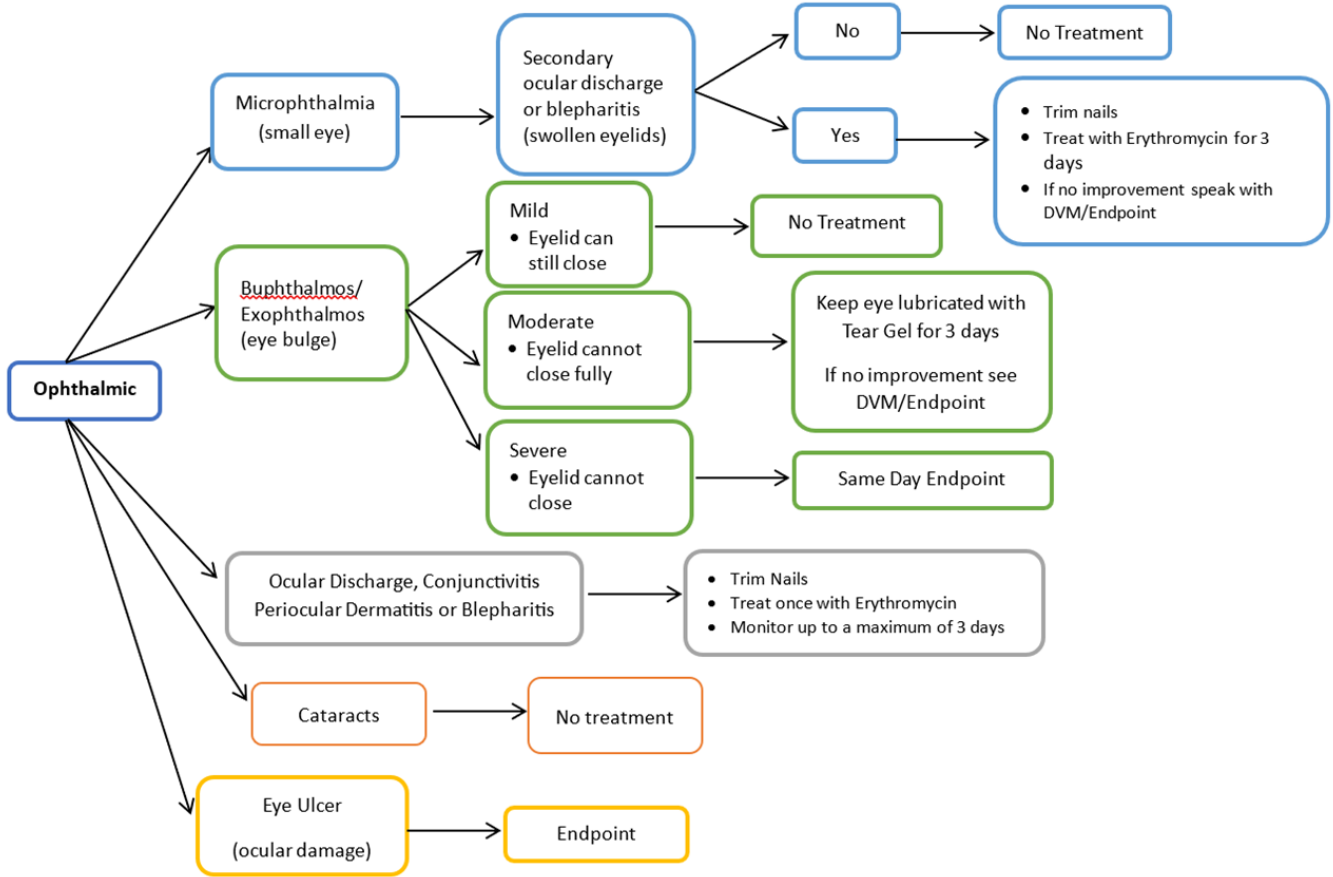 Ophthalmic
Microphthalmia
(small eye)
Secondary
ocular discharge
or blepharitis
(swollen eyelids)
No
No Treatment
Yes
• Trim nails
• Treat with Erythromycin for 3
days
• If no improvement speak with
DVM/Endpoint
Buphthalmos/
Exophthalmos
(eye bulge)
Mild
• Eyelid can
still close
No Treatment
Moderate
• Eyelid cannot
close fully
Keep eye lubricated with
Tear Gel for 3 days
If no improvement see
DVM/Endpoint
Severe
• Eyelid cannot
close
Same Day Endpoint
Ocular Discharge, Conjunctivitis
Periocular Dermatitis or Blepharitis
• Trim Nails
• Treat once with Erythromycin
• Monitor up to a maximum of 3 days
Cataracts
No treatment
Eye Ulcer
(ocular damage)
Endpoint